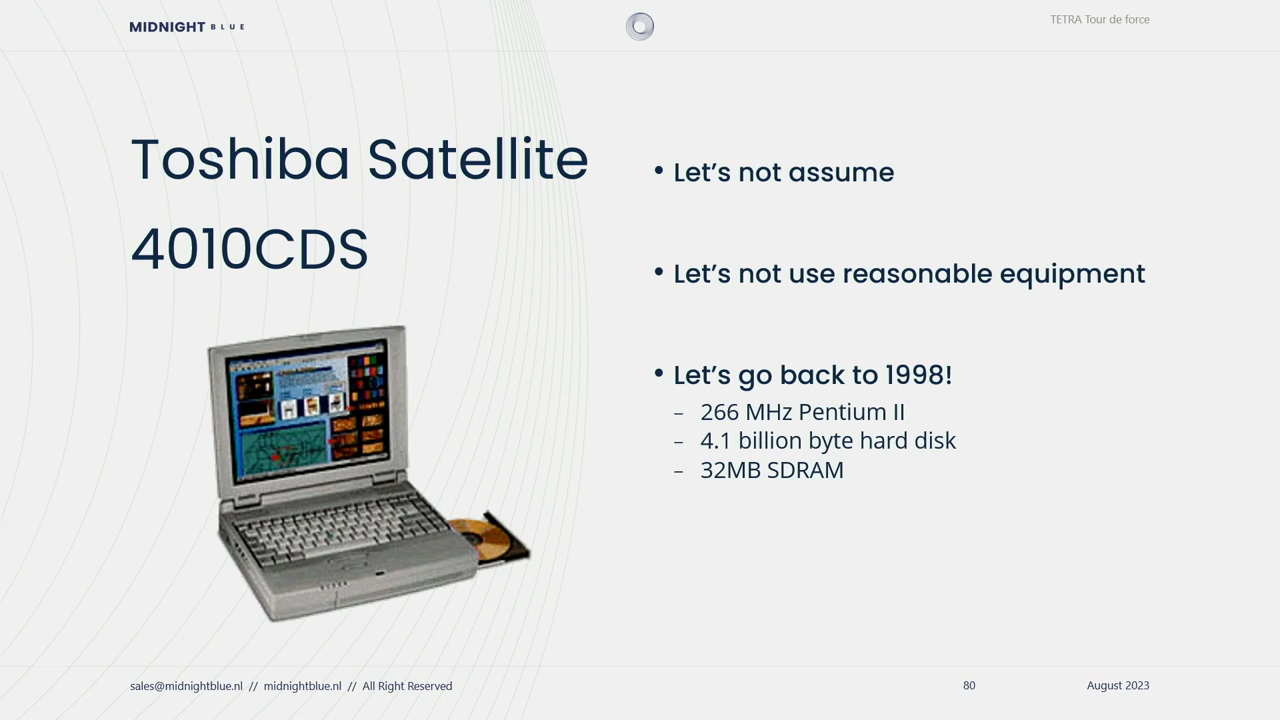 MIDNIGHT BLUE
TETRA Tour de force
Toshiba Satellite
4010CDS
• Let’s not assume
• Let’s not use reasonable equipment
• Let’s go back to 1998!
– 266 MHz Pentium II
– 4.1 billion byte hard disk
– 32MB SDRAM
sales@midnightblue.nl // midnightblue.nl // All Right Reserved
80
August 2023